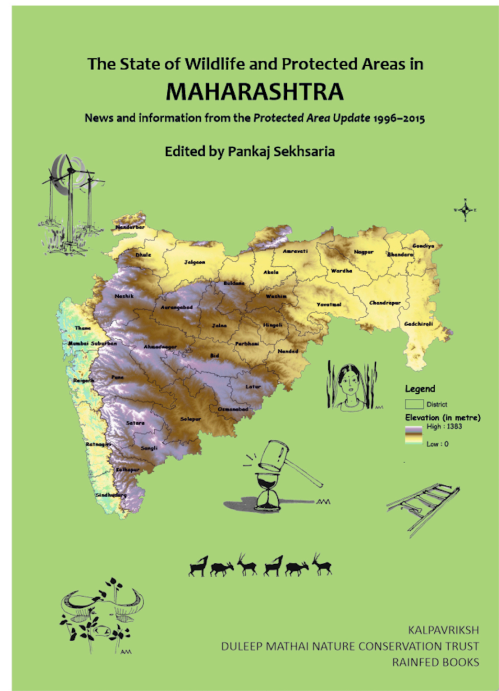 The State of Wildlife and Protected Areas in
MAHARASHTRA
News and information from the Protected Area Update 1996–2015
Edited by Pankaj Sekhsaria
Nandurbar
Dhule
Jalgaon
Amravati
Nagpur
Gondiya
Bhandara
Akola
Wardha
Buldana
Nashik
Washim
Aurangabad
Yavatmal
Chandrapur
Jalna
Hingoli
Gadchiroli
Thane
Mumbai Suburban
Ahmadnagar
Parbhani
Nanded
Bid
Raigarh
Pune
Latur
Osmanabad
Satara
Solapur
Ratnagiri
Sangli
Kolhapur
Sindhudurg
Legend
District
Elevation (in metre)
High : 1383
Low : 0
KALPAVRIKSH
DULEEP MATHAI NATURE CONSERVATION TRUST
RAINFED BOOKS